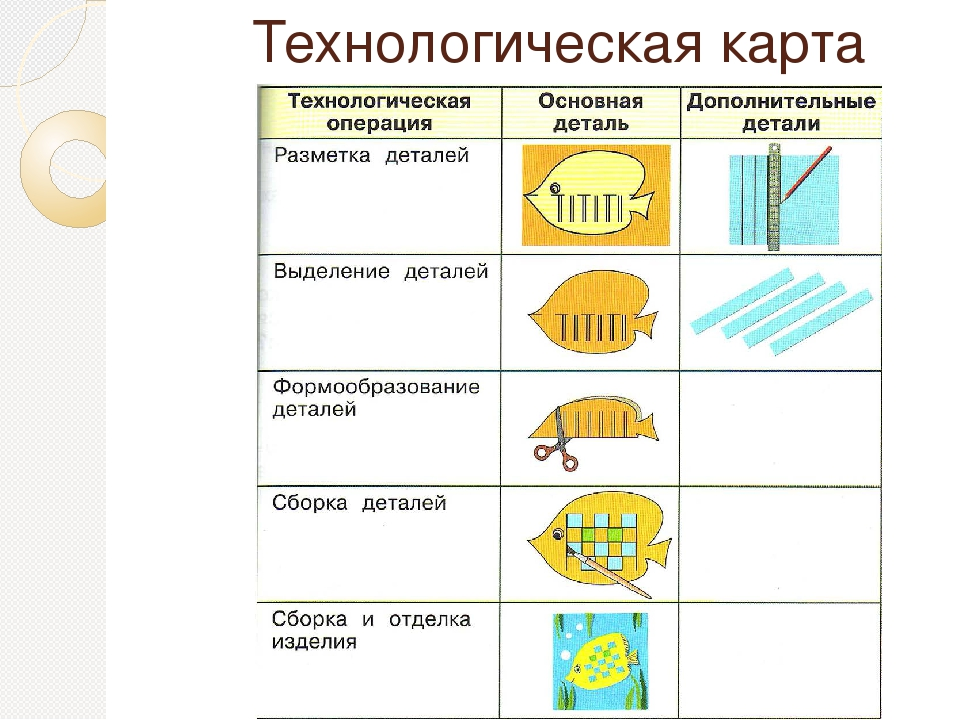 Технологическая карта
Технологическая
операция
Основная
деталь
Дополнительные
детали
Разметка деталей
Выделение деталей
Формообразование
деталей
Сборка деталей
Сборка и отделка
изделия